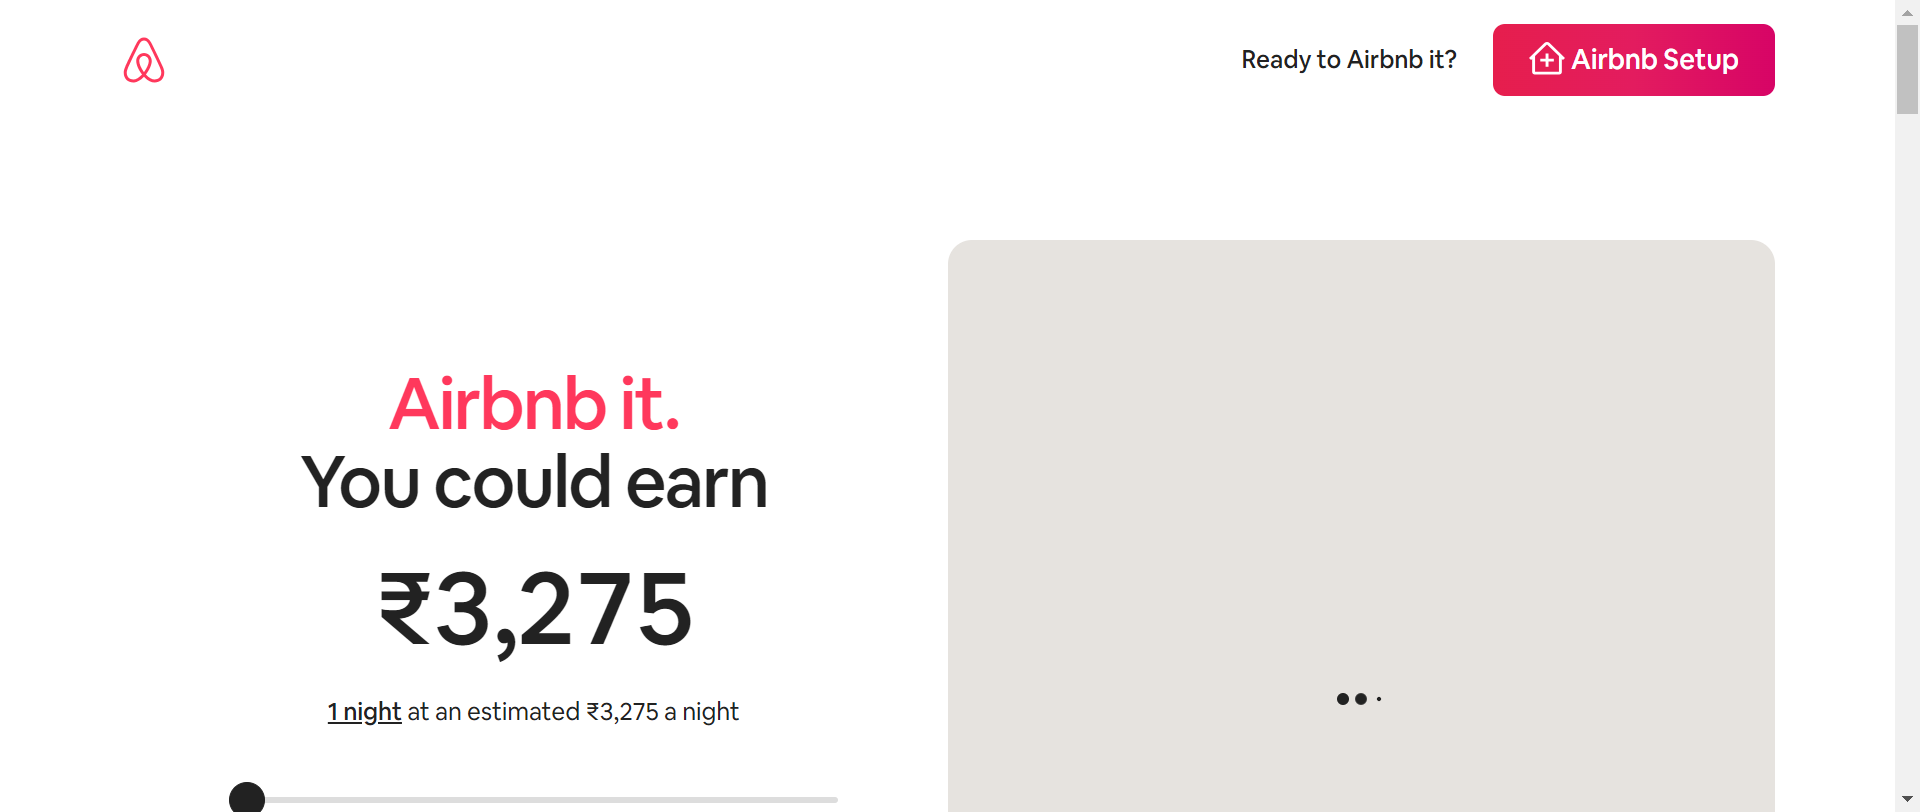 Ready to Airbnb it?
Airbnb Setup
Airbnb it.
You could earn
₹3,275
1 night at an estimated ₹3,275 a night